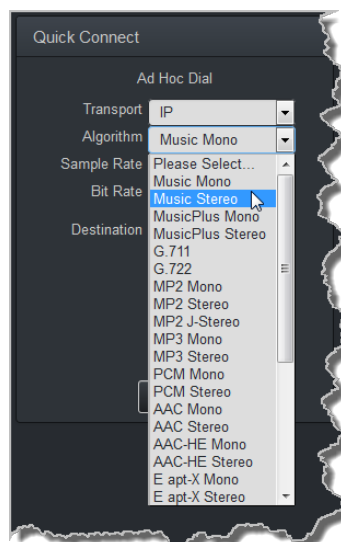 Quick Connect
Ad Hoc Dial
Transport IP
Algorithm Music Mono
Sample Rate Please Select...
Music Mono
Bit Rate Music Stereo
MusicPlus Mono
Destination MusicPlus Stereo
G.711
G.722
MP2 Mono
MP2 Stereo
MP2 J-Stereo
MP3 Mono
MP3 Stereo
PCM Mono
PCM Stereo
AAC Mono
AAC Stereo
AAC-HE Mono
AAC-HE Stereo
E apt-X Mono
E apt-X Stereo